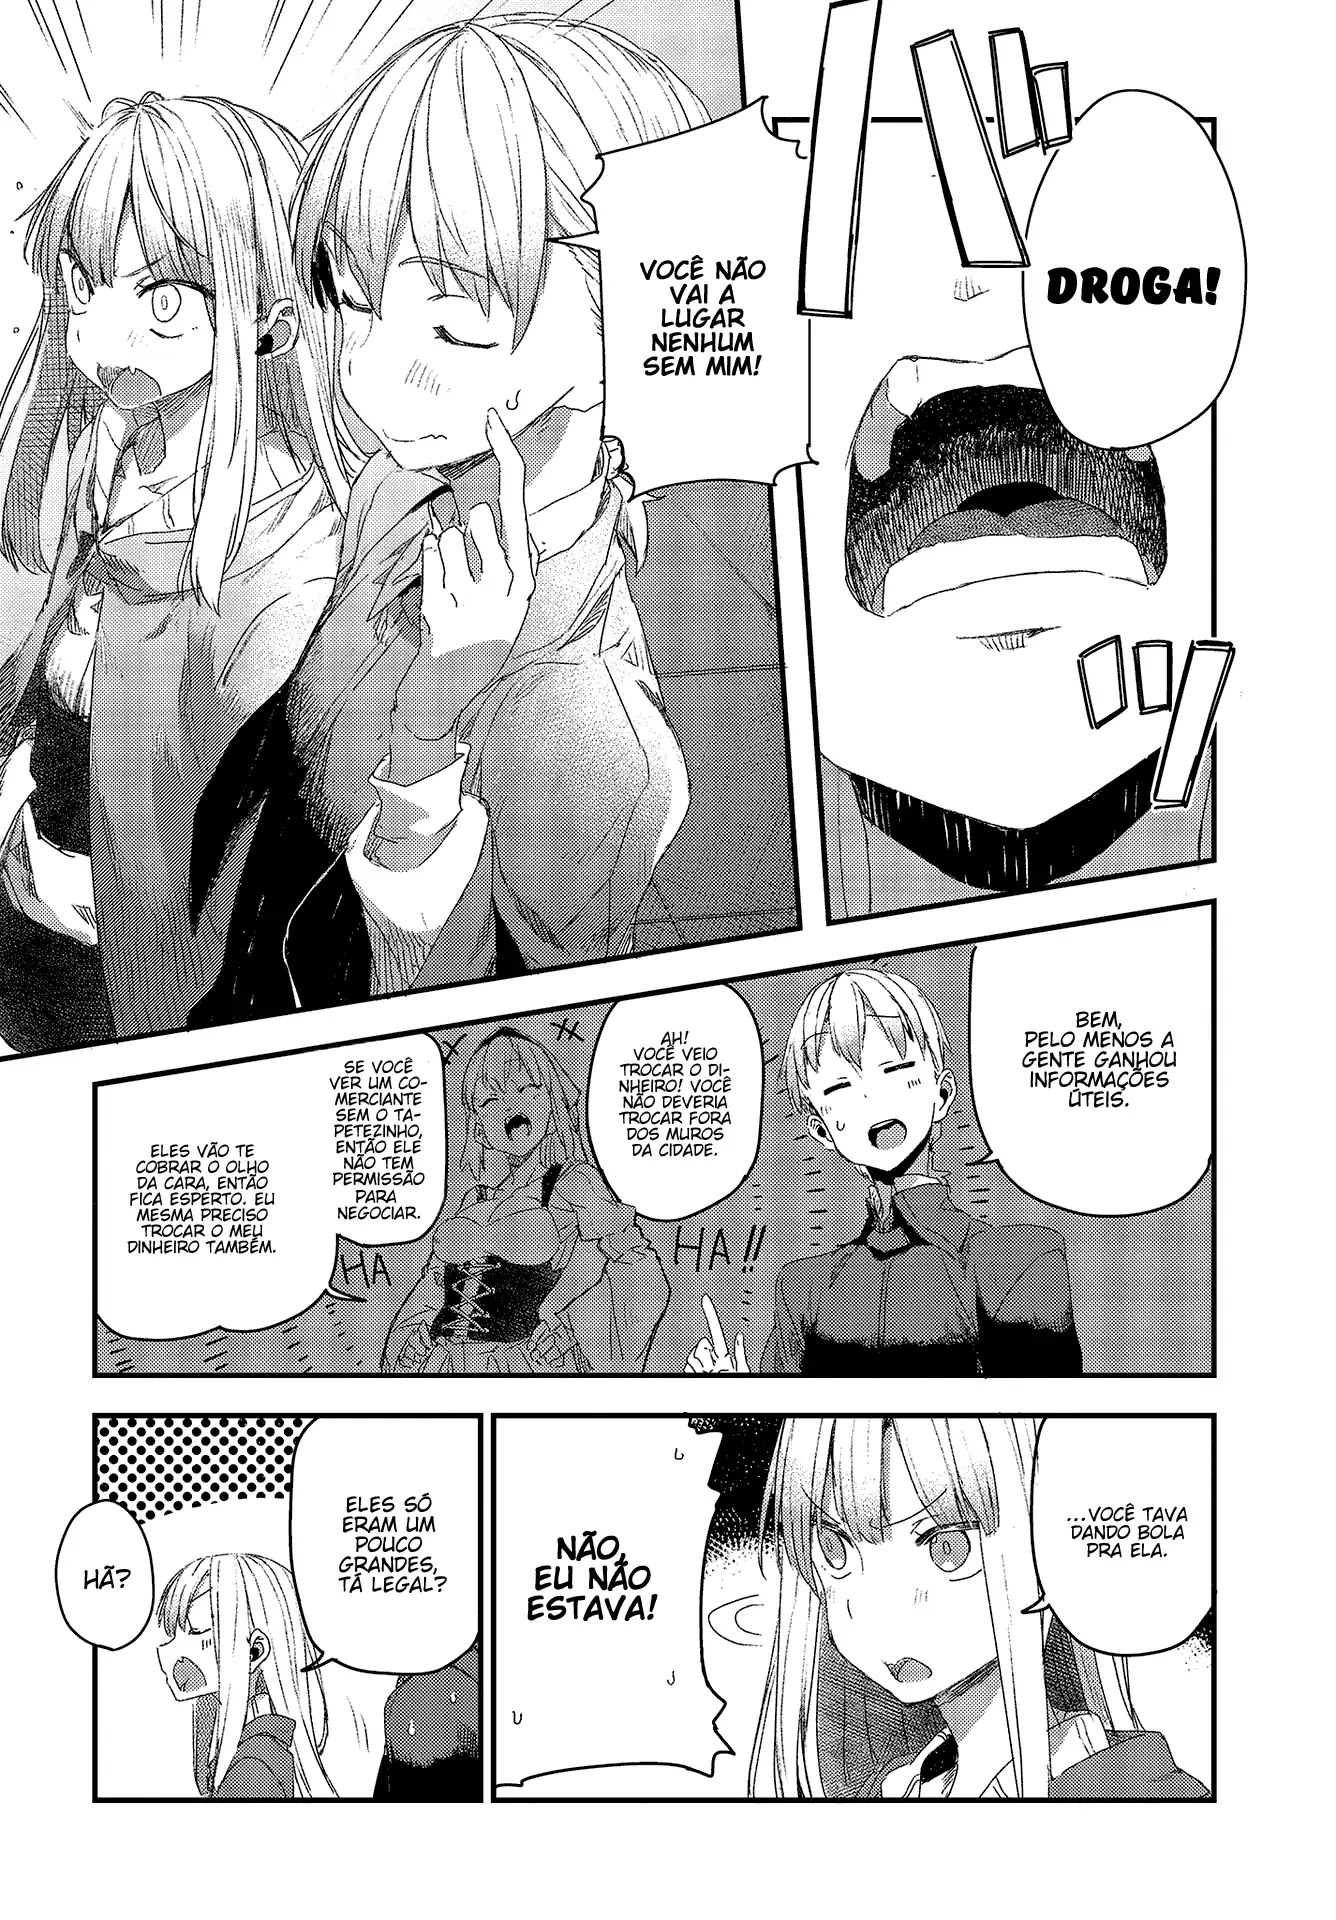 DROGA!
VOCÊ NÃO
VAI A
LUGAR
NENHUM
SEM MIM!
BEM,
PELO MENOS A
GENTE GANHOU
INFORMAÇÕES
ÚTEIS.
AH!
VOCÊ VEIO
TROCAR O DI-
NHEIRO! VOCÊ
NÃO DEVERIA
TROCAR FORA
DOS MUROS
DA CIDADE.
HA!!
SE VOCÊ
VER UM CO-
MERCIANTE
SEM O TA-
PETEZINHO,
ENTÃO ELE
NÃO TEM
PERMISSÃO
PARA
NEGOCIAR.
HA
ELES VÃO TE
COBRAR O OLHO
DA CARA, ENTÃO
FICA ESPERTO. EU
MESMA PRECISO
TROCAR O MEU
DINHEIRO TAMBÉM.
...VOCÊ TAVA
DANDO BOLA
PRA ELA.
NÃO,
EU NÃO
ESTAVA!
ELES SÓ
ERAM UM
POUCO
GRANDES,
TÁ LEGAL?
HÃ?